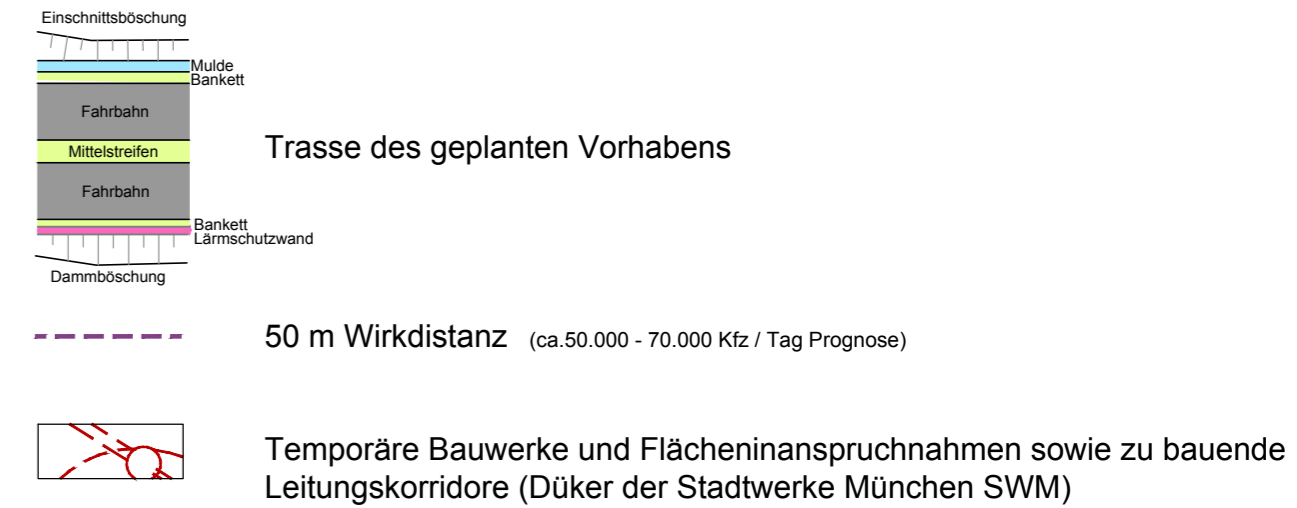 Einschnittsböschung
Mulde
Bankett
Fahrbahn
Mittelstreifen
Trasse des geplanten Vorhabens
Fahrbahn
Bankett
Lärmschutzwand
Dammböschung
50 m Wirkdistanz (ca.50.000 - 70.000 Kfz / Tag Prognose)
Temporäre Bauwerke und Flächeninanspruchnahmen sowie zu bauende
Leitungskorridore (Düker der Stadtwerke München SWM)